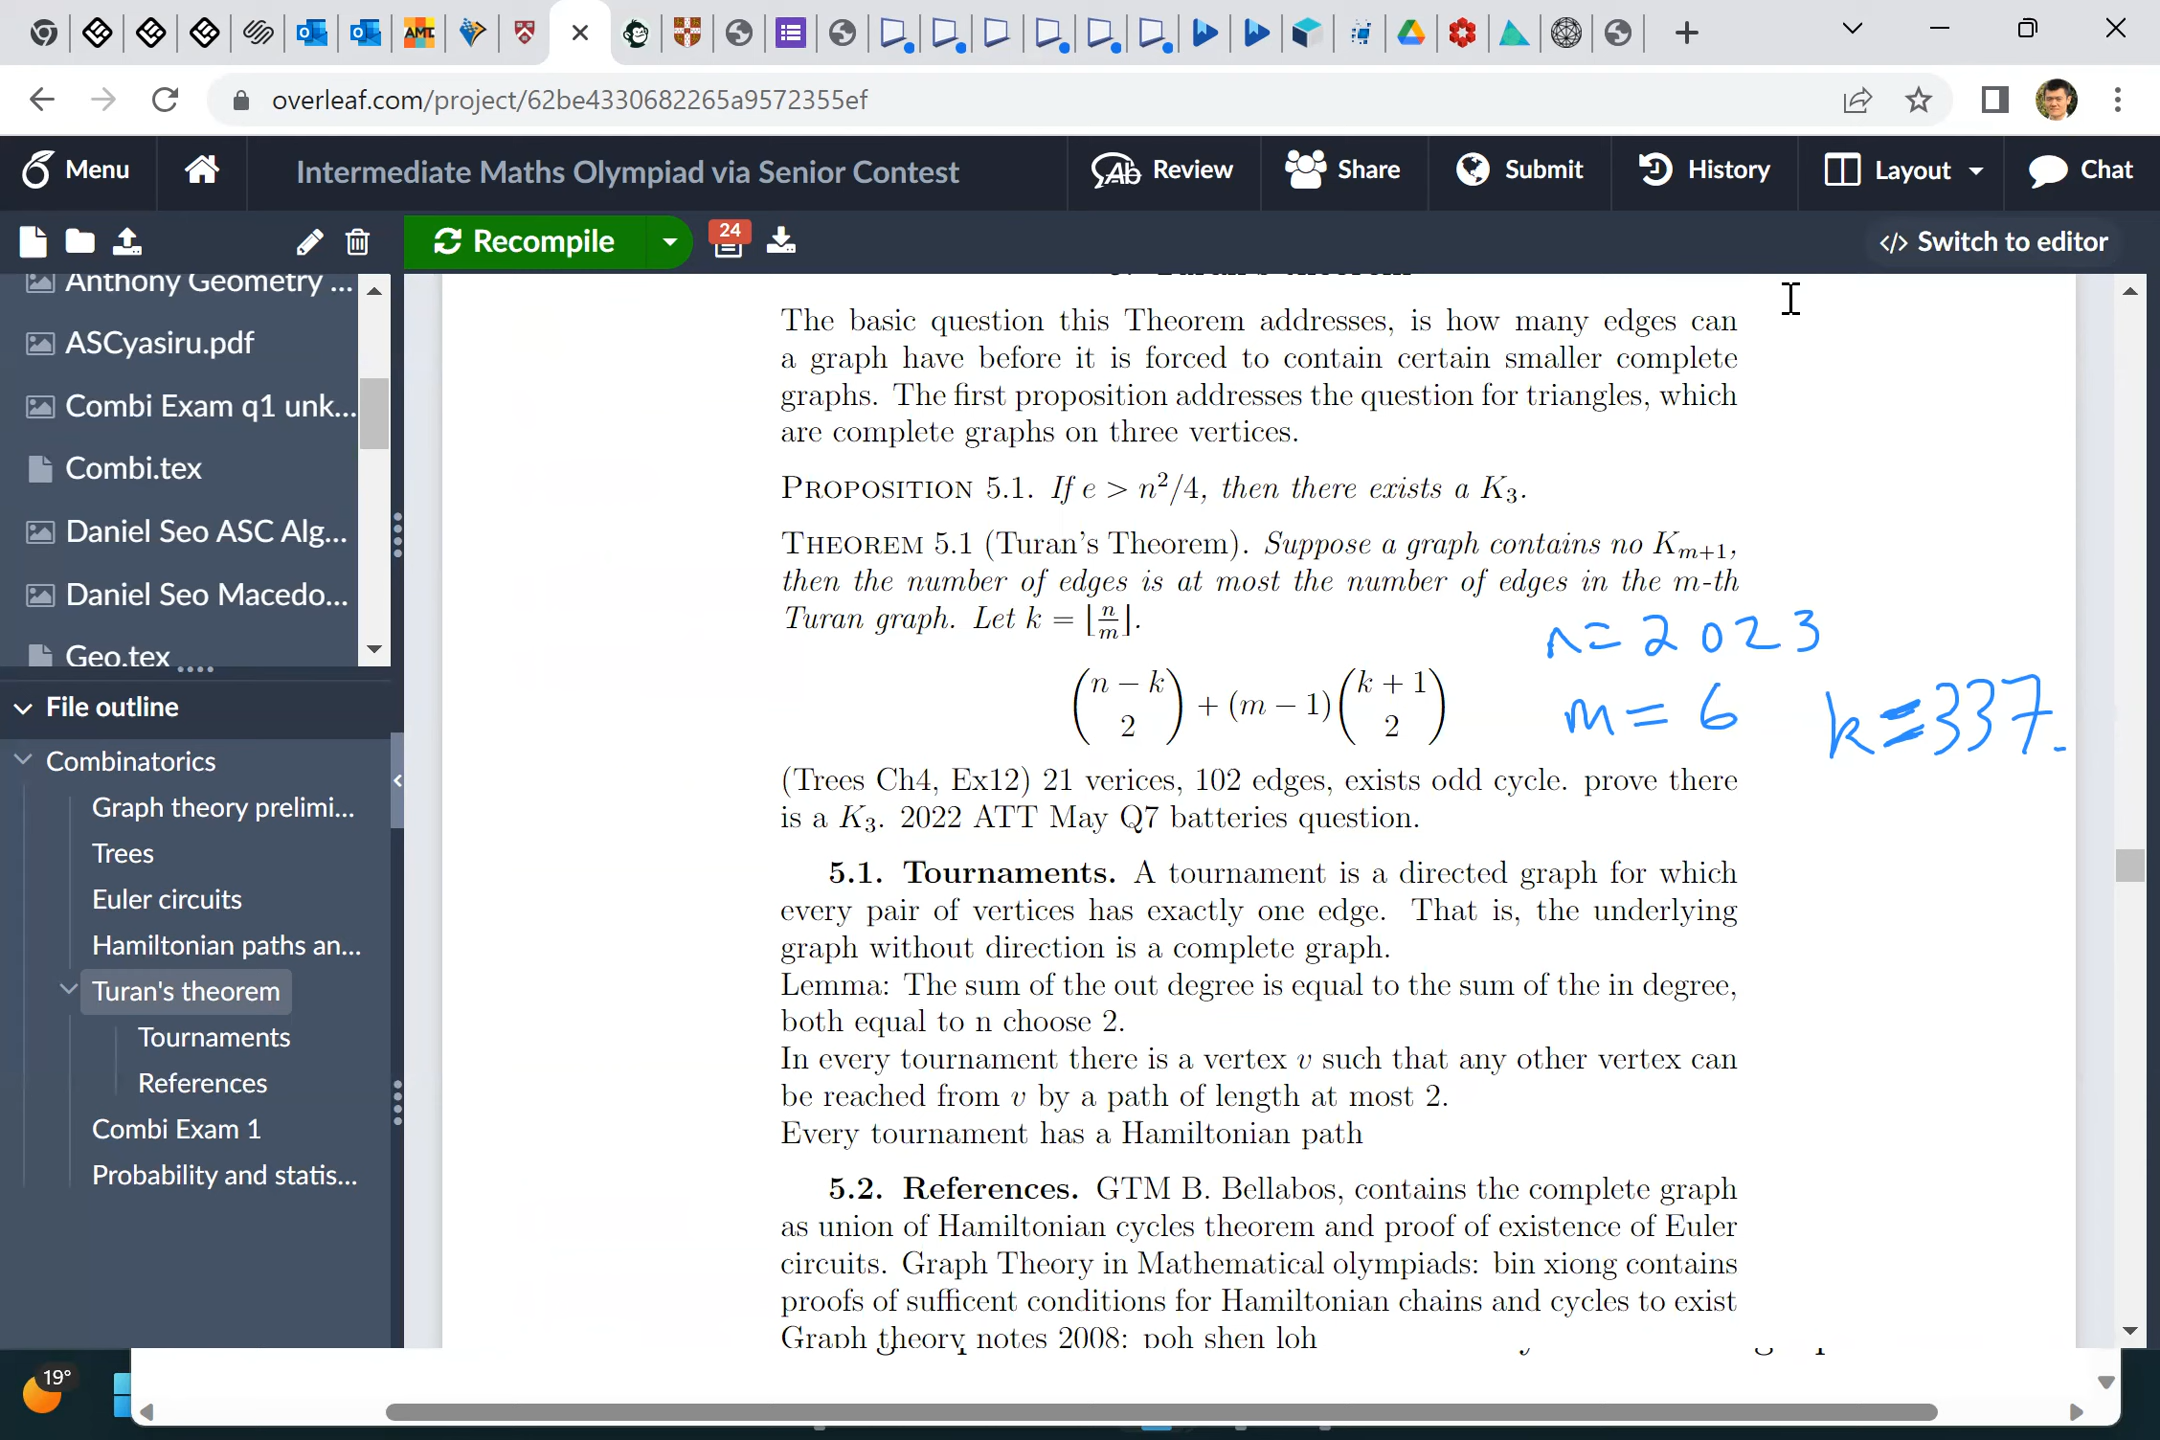 AMT
overleaf.com/project/62be4330682265a9572355ef
Menu
Intermediate Maths Olympiad via Senior Contest
Review
Share
Submit
History
Layout
Chat
Recompile
24
Switch to editor
Anthony Geometry ...
ASCyasiru.pdf
Combi Exam q1 unk...
Combi.tex
Daniel Seo ASC Alg...
Daniel Seo Macedo...
Geo.tex
File outline
Combinatorics
Graph theory prelimi...
Trees
Euler circuits
Hamiltonian paths an...
Turan's theorem
Tournaments
References
Combi Exam 1
Probability and statis...
The basic question this Theorem addresses, is how many edges can
a graph have before it is forced to contain certain smaller complete
graphs. The first proposition addresses the question for triangles, which
are complete graphs on three vertices.
PROPOSITION 5.1. If e > n²/4, then there exists a K₃.
THEOREM 5.1 (Turan's Theorem). Suppose a graph contains no Kₘ₊₁,
then the number of edges is at most the number of edges in the m-th
Turan graph. Let k = ⌊n/m⌋.
n = 2023
(n − k 2) + (m − 1)(k + 1 2)
m = 6 k = 337.
(Trees Ch4, Ex12) 21 verices, 102 edges, exists odd cycle. prove there
is a K₃. 2022 ATT May Q7 batteries question.
5.1. Tournaments. A tournament is a directed graph for which
every pair of vertices has exactly one edge. That is, the underlying
graph without direction is a complete graph.
Lemma: The sum of the out degree is equal to the sum of the in degree,
both equal to n choose 2.
In every tournament there is a vertex v such that any other vertex can
be reached from v by a path of length at most 2.
Every tournament has a Hamiltonian path
5.2. References. GTM B. Bellabos, contains the complete graph
as union of Hamiltonian cycles theorem and proof of existence of Euler
circuits. Graph Theory in Mathematical olympiads: bin xiong contains
proofs of sufficent conditions for Hamiltonian chains and cycles to exist
Graph theory notes 2008: poh shen loh
19°